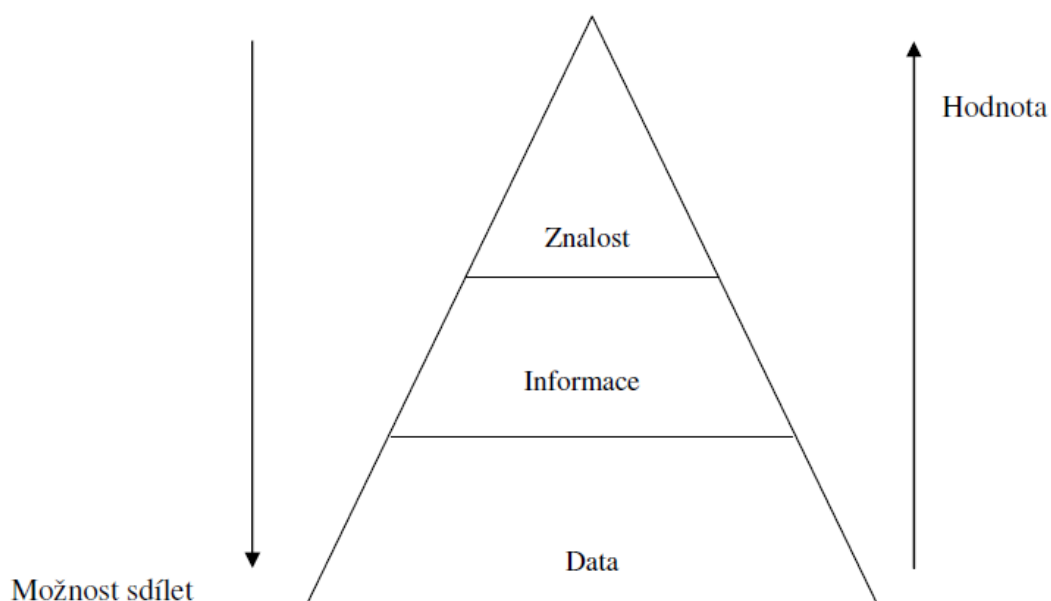 Hodnota
Znalost
Informace
Data
Možnost sdílet